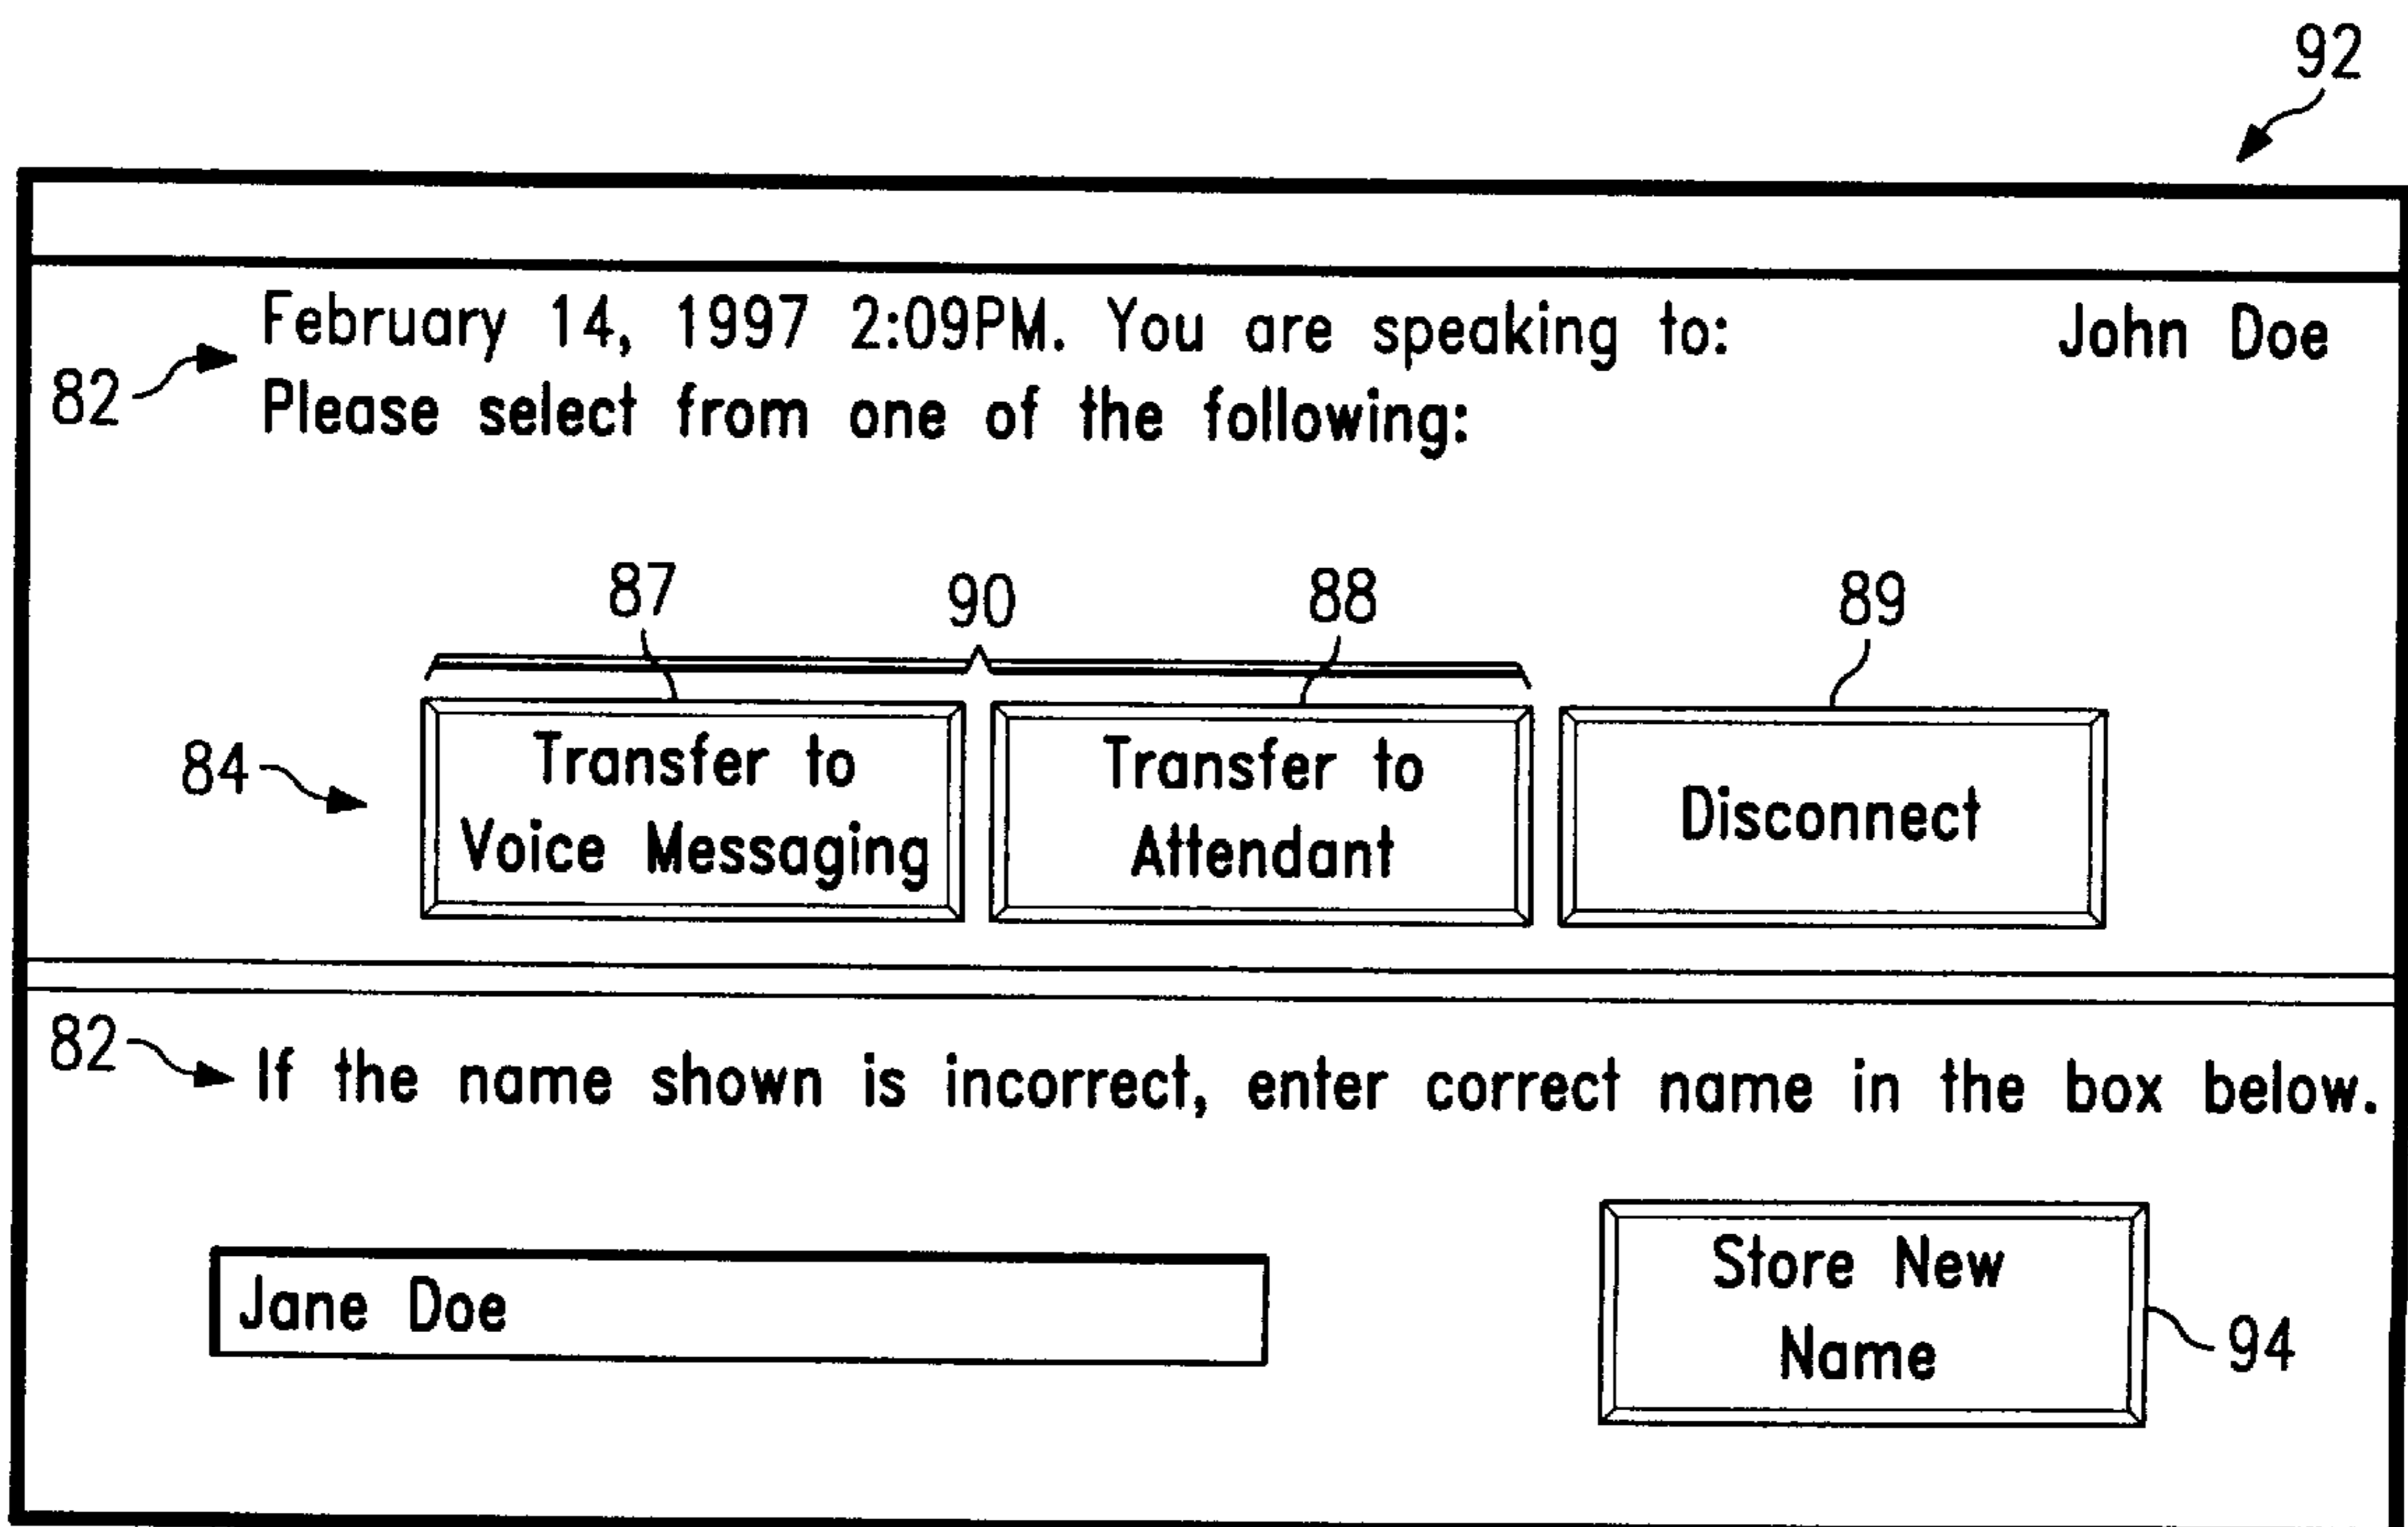 92
February 14, 1997 2:09PM. You are speaking to: John Doe
82
Please select from one of the following:
87 90 88 89
84
Transfer to
Voice Messaging
Transfer to
Attendant
Disconnect
82
If the name shown is incorrect, enter correct name in the box below.
Jane Doe
Store New
Name
94